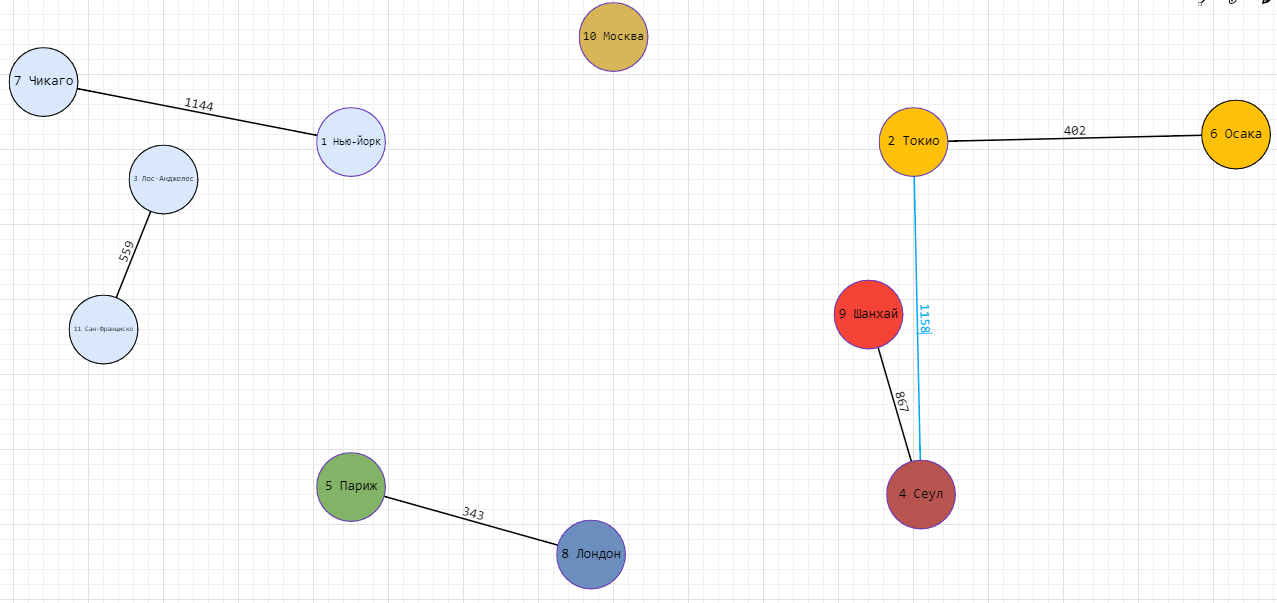 10 Москва
7 Чикаго
1144
1 Нью-Йорк
2 Токио
402
6 Осака
3 Лос-Анджелес
559
9 Шанхай
1158
11 Сан-Франциско
867
5 Париж
4 Сеул
343
8 Лондон